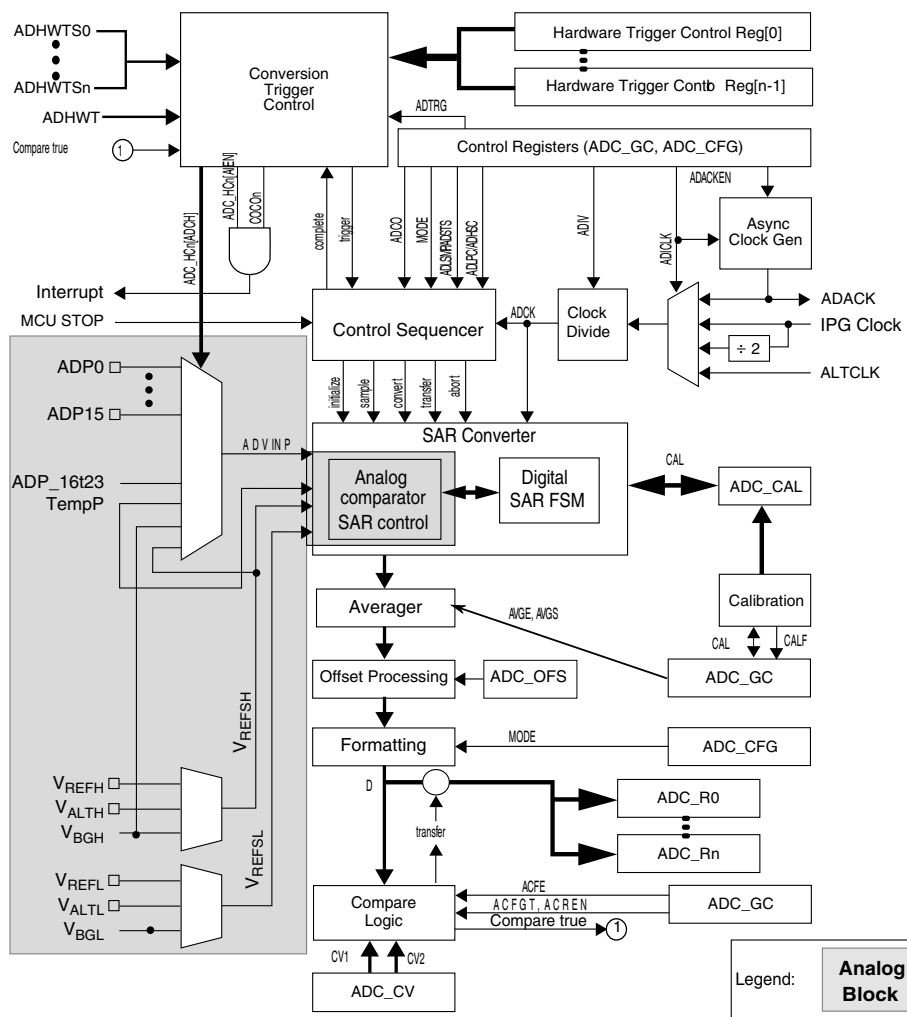 ADHWTS0
ADHWTSn
ADHWT
Compare true
1
Conversion
Trigger
Control
Hardware Trigger Control Reg[0]
Hardware Trigger Contb Reg[n-1]
ADTRG
Control Registers (ADC_GC, ADC_CFG)
ADACKEN
Async
Clock Gen
ADC_HCn[ADCH]
ADC_HCn[AIEN]
COCOn
complete
trigger
ADCO
MODE
ADLSMP/ADSTS
ADLPC/ADHSC
ADIV
ADICLK
Interrupt
MCU STOP
Control Sequencer
ADCK
Clock
Divide
÷ 2
ADACK
IPG Clock
ALTCLK
initialize
sample
convert
transfer
abort
ADP0
ADP15
ADP_16t23
TempP
ADVINP
SAR Converter
Analog
comparator
SAR control
Digital
SAR FSM
CAL
ADC_CAL
Averager
AVGE, AVGS
Calibration
CAL
CALF
ADC_GC
Offset Processing
ADC_OFS
Formatting
MODE
ADC_CFG
VREFSH
VREFH
VALTH
VBGH
D
transfer
ADC_R0
ADC_Rn
VREFSL
VREFL
VALTL
VBGL
Compare
Logic
ACFE
ACFGT, ACREN
Compare true
1
ADC_GC
CV1
CV2
ADC_CV
Legend:
Analog
Block